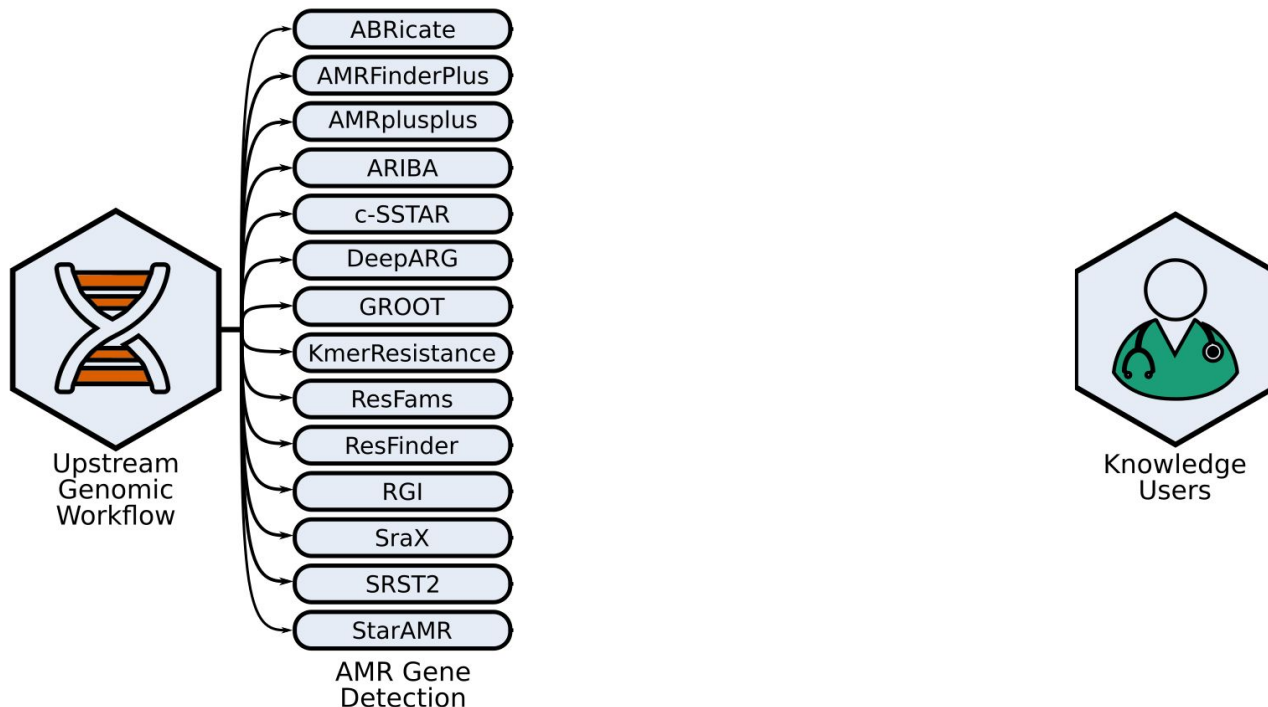 ABRicate
AMRFinderPlus
AMRplusplus
ARIBA
c-SSTAR
DeepARG
GROOT
KmerResistance
ResFams
ResFinder
RGI
SraX
SRST2
StarAMR
AMR Gene
Detection
Upstream
Genomic
Workflow
Knowledge
Users